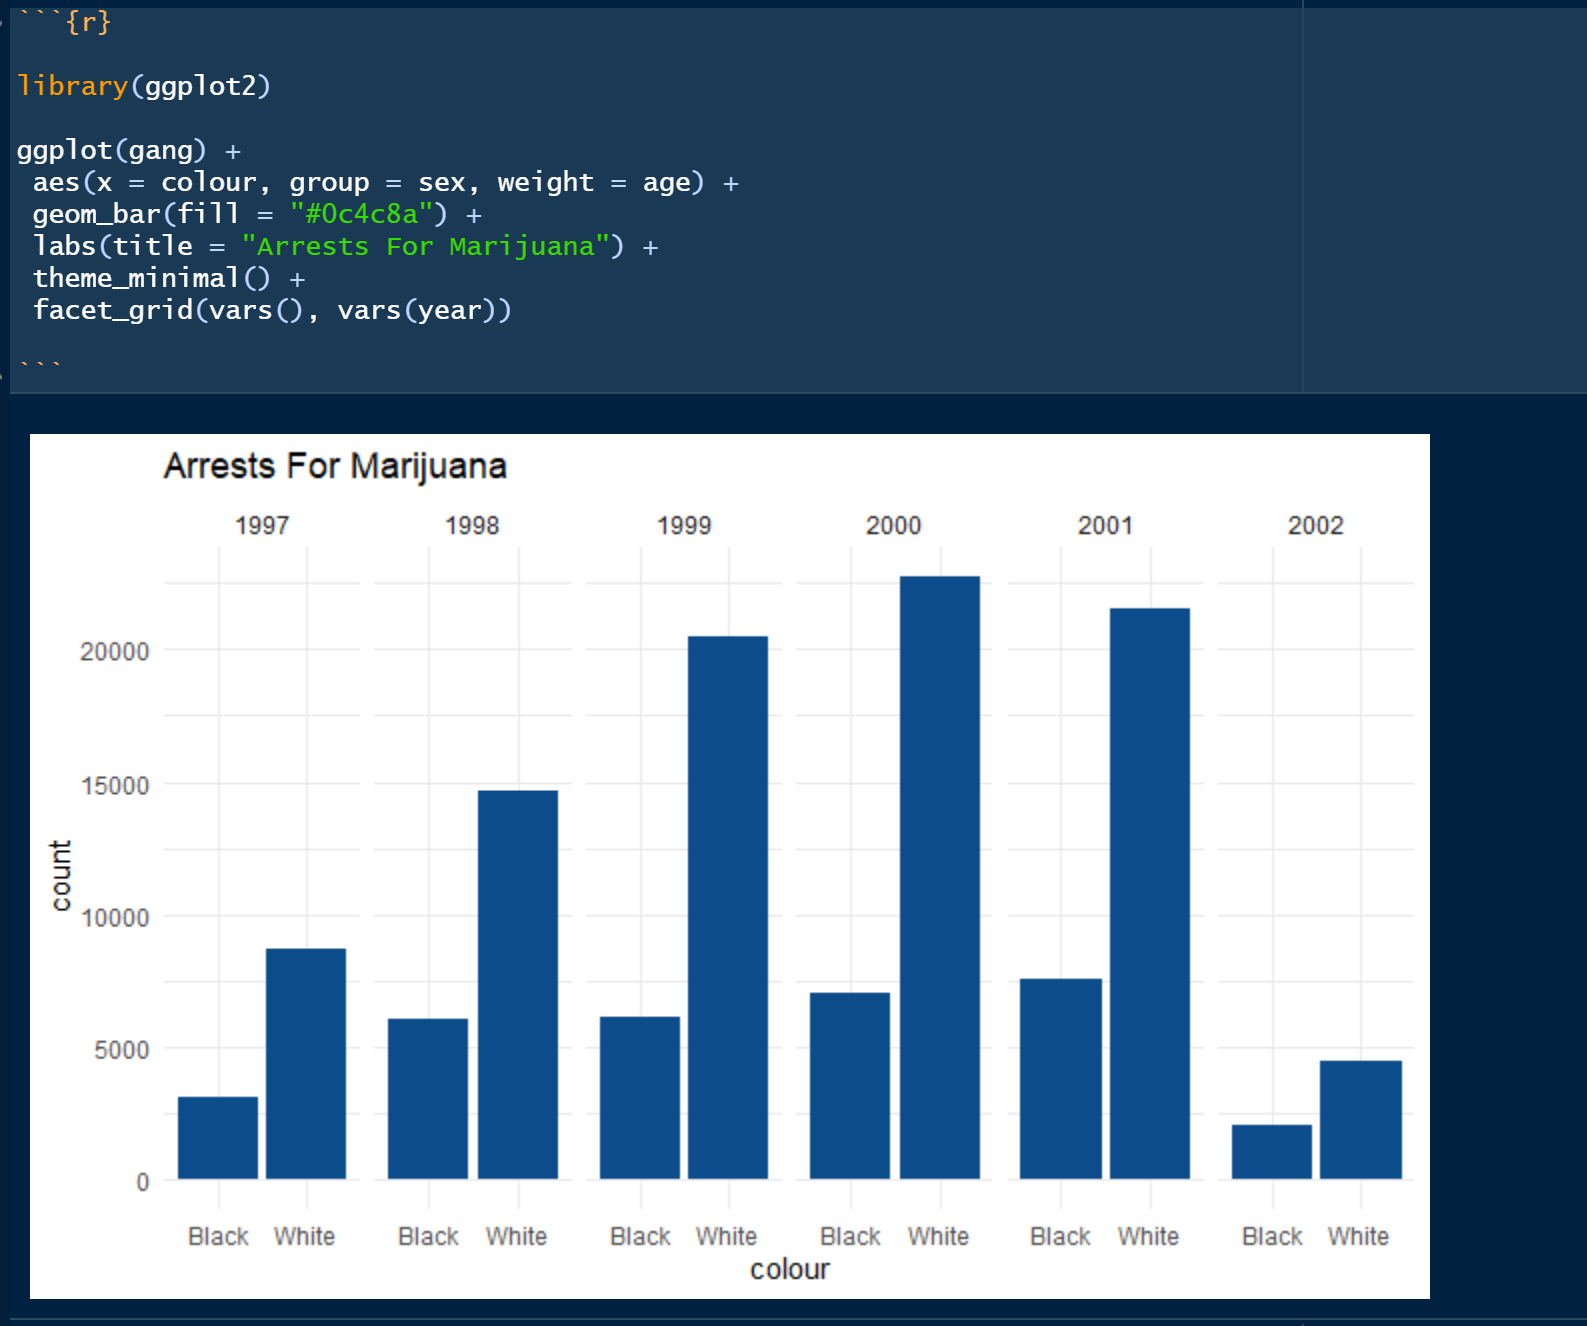 ```{r}
library(ggplot2)
ggplot(gang) +
aes(x = colour, group = sex, weight = age) +
geom_bar(fill = "#0c4c8a") +
labs(title = "Arrests For Marijuana") +
theme_minimal() +
facet_grid(vars(), vars(year))
```
Arrests For Marijuana
1997 1998 1999 2000 2001 2002
20000
15000
10000
5000
0
count
Black White Black White Black White Black White Black White Black White
colour